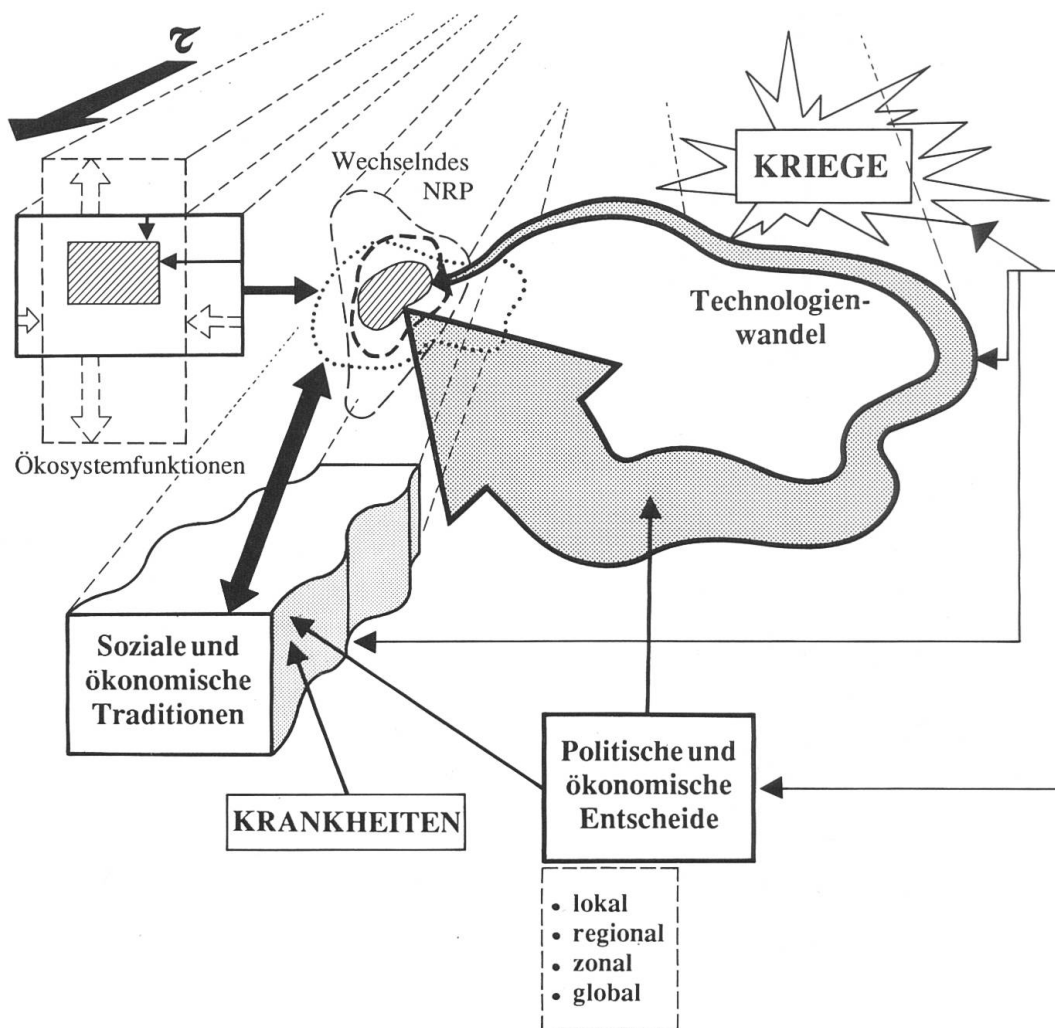 τ
Wechselndes
NRP
KRIEGE
Technologien-
wandel
Ökosystemfunktionen
Soziale und
ökonomische
Traditionen
KRANKHEITEN
Politische und
ökonomische
Entscheide
• lokal
• regional
• zonal
• global